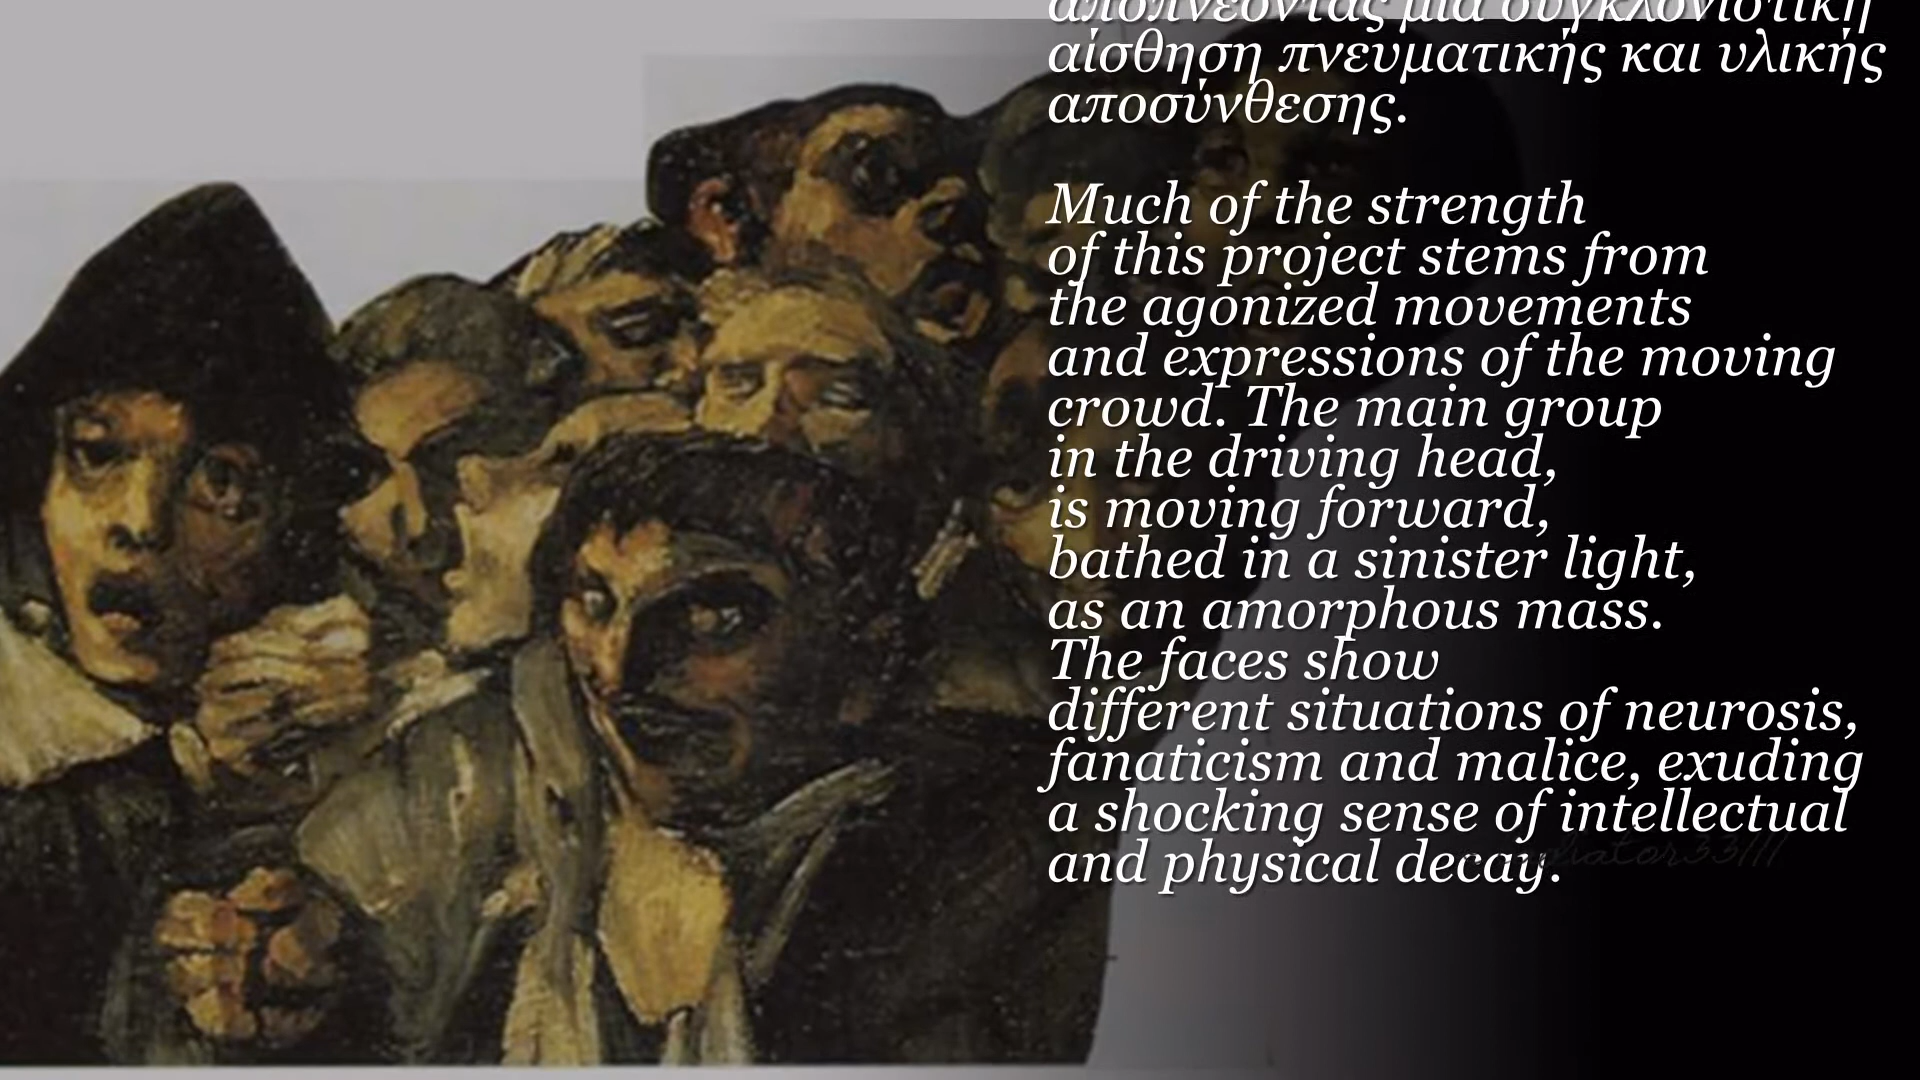 αποπνέοντας μια συγκλονιστική
αίσθηση πνευματικής και υλικής
αποσύνθεσης.
Much of the strength
of this project stems from
the agonized movements
and expressions of the moving
crowd. The main group
in the driving head,
is moving forward,
bathed in a sinister light,
as an amorphous mass.
The faces show
different situations of neurosis,
fanaticism and malice, exuding
a shocking sense of intellectual
and physical decay.